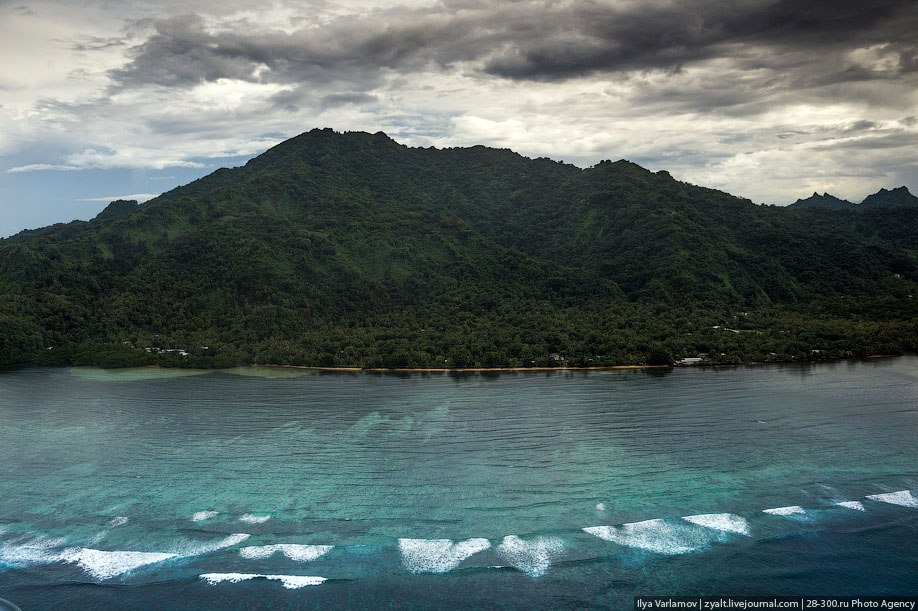 Ilya Varlamov | zyalt.livejournal.com | 28-300.ru Photo Agency